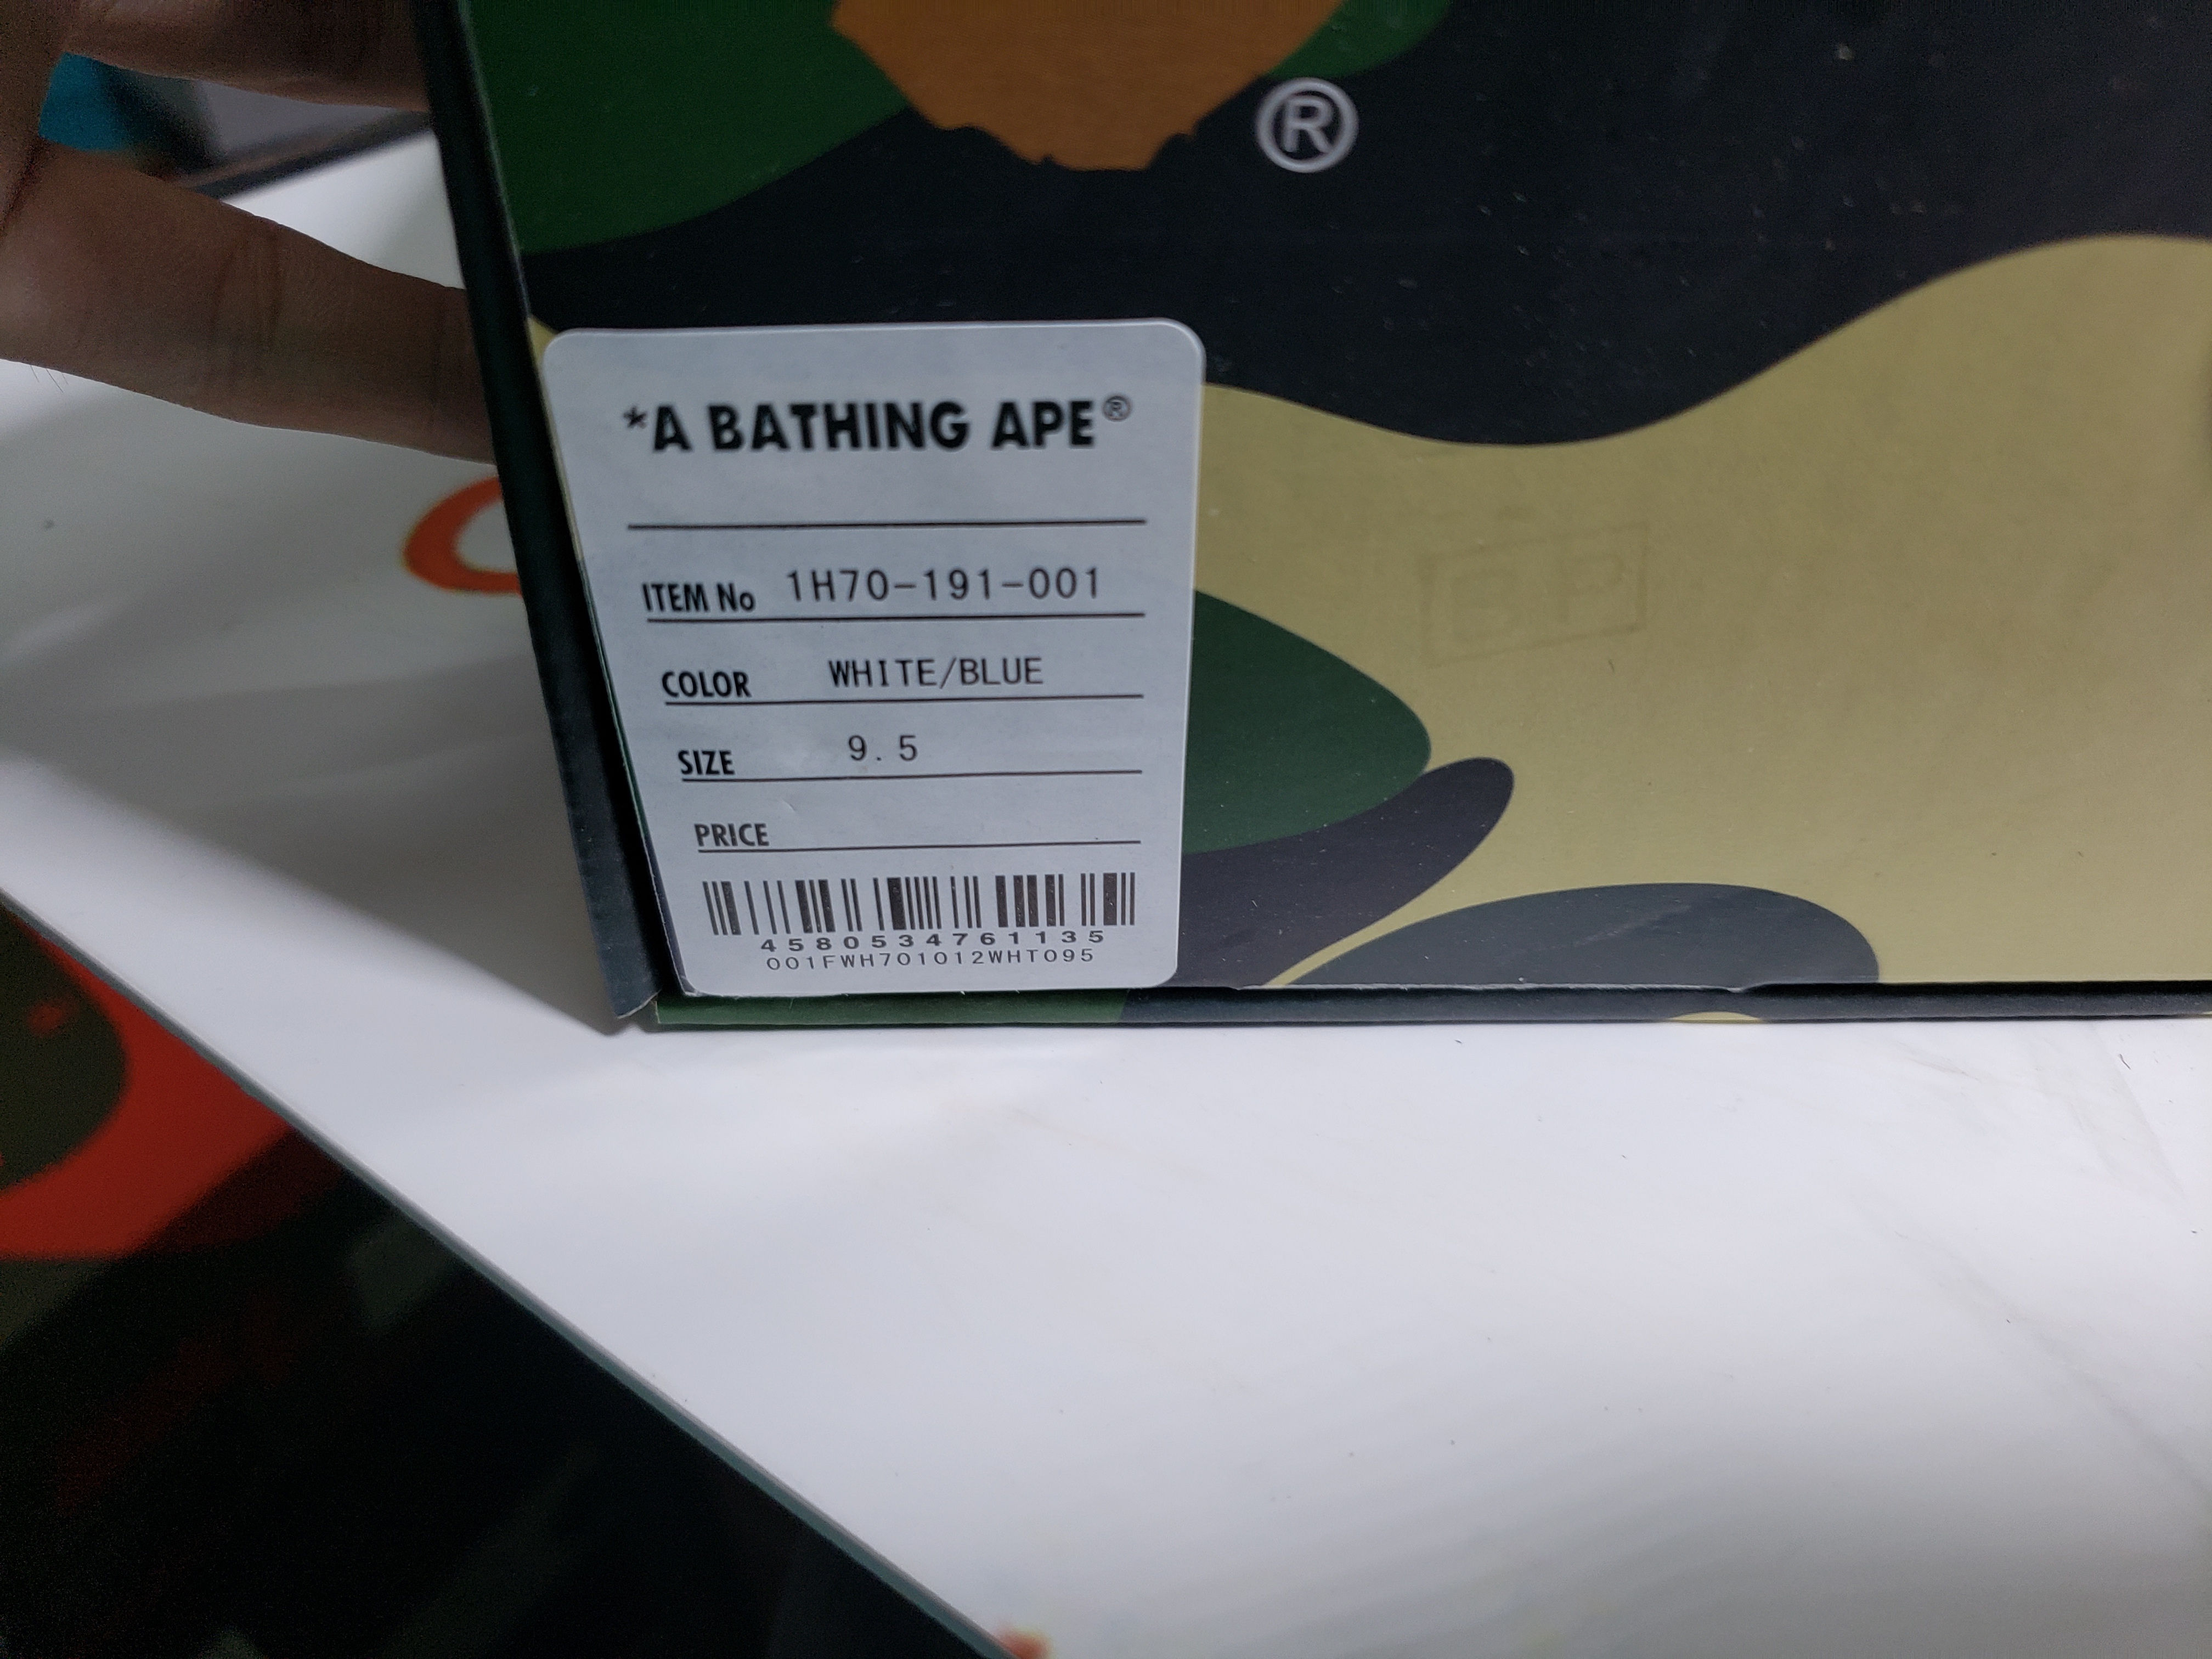 ®
*A BATHING APE®
ITEM No 1H70-191-001
COLOR WHITE/BLUE
SIZE 9.5
PRICE
4580534761135
001FWH701012WHT095